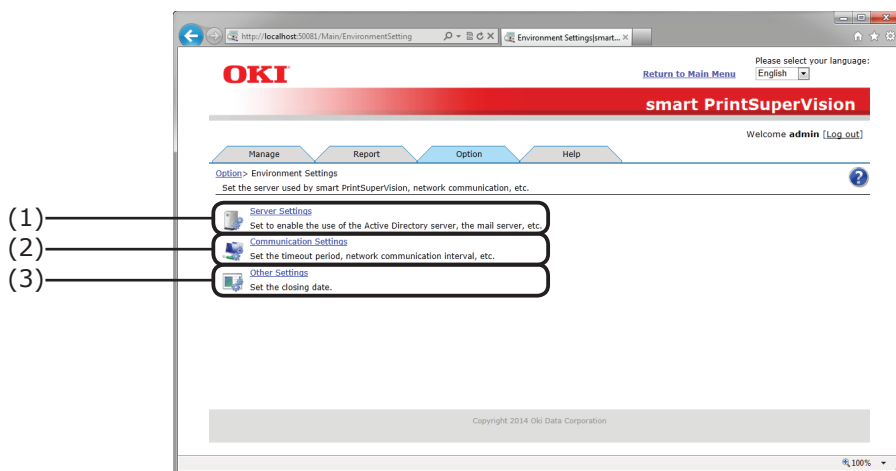 http://localhost:50081/Main/EnvironmentSetting
Environment Settings|smart...
OKI
Return to Main Menu
Please select your language:
English
smart PrintSuperVision
Welcome admin [Log out]
Manage
Report
Option
Help
Option> Environment Settings
Set the server used by smart PrintSuperVision, network communication, etc.
(1)
Server Settings
Set to enable the use of the Active Directory server, the mail server, etc.
(2)
Communication Settings
Set the timeout period, network communication interval, etc.
(3)
Other Settings
Set the closing date.
Copyright 2014 Oki Data Corporation
100%